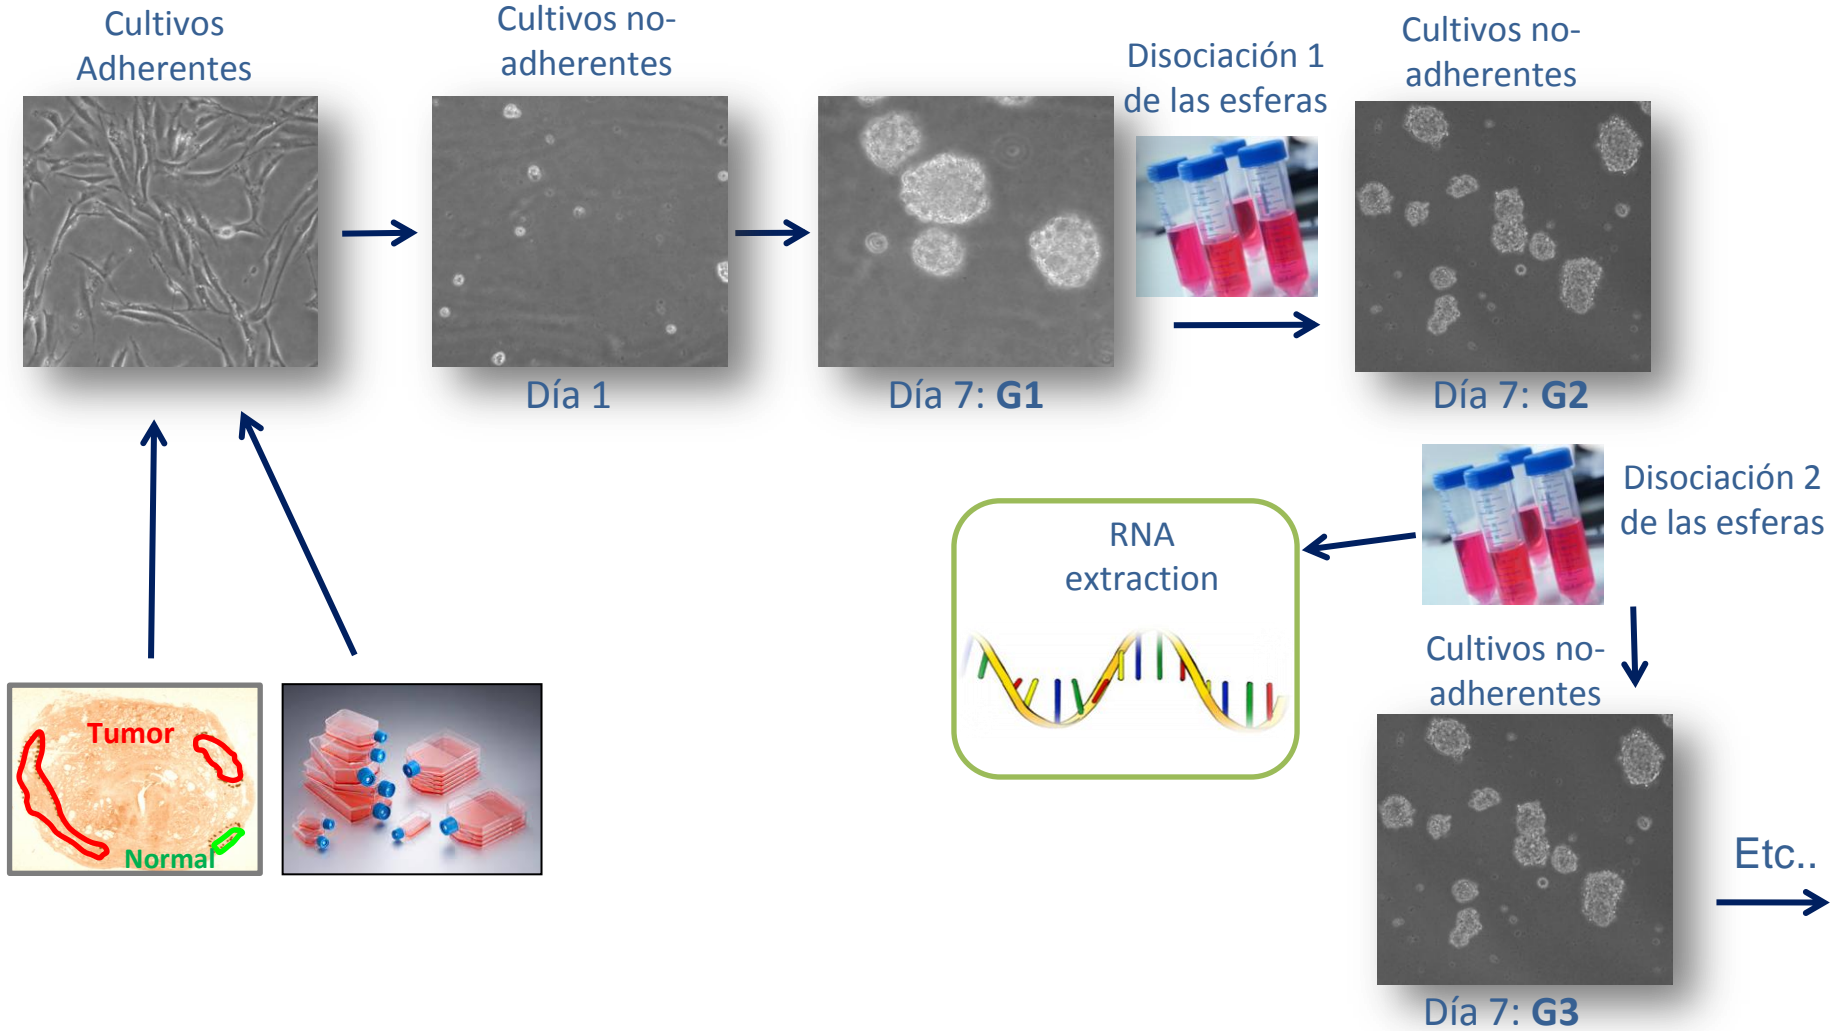 Cultivos
Adherentes
Cultivos no-
adherentes
Día 1
Día 7: G1
Disociación 1
de las esferas
Cultivos no-
adherentes
Día 7: G2
Disociación 2
de las esferas
RNA
extraction
Cultivos no-
adherentes
Día 7: G3
Etc..
Tumor
Normal